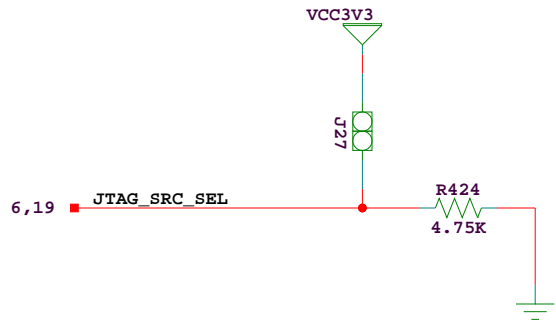 VCC3V3
J27
JTAG_SRC_SEL
R424
6,19
4.75K